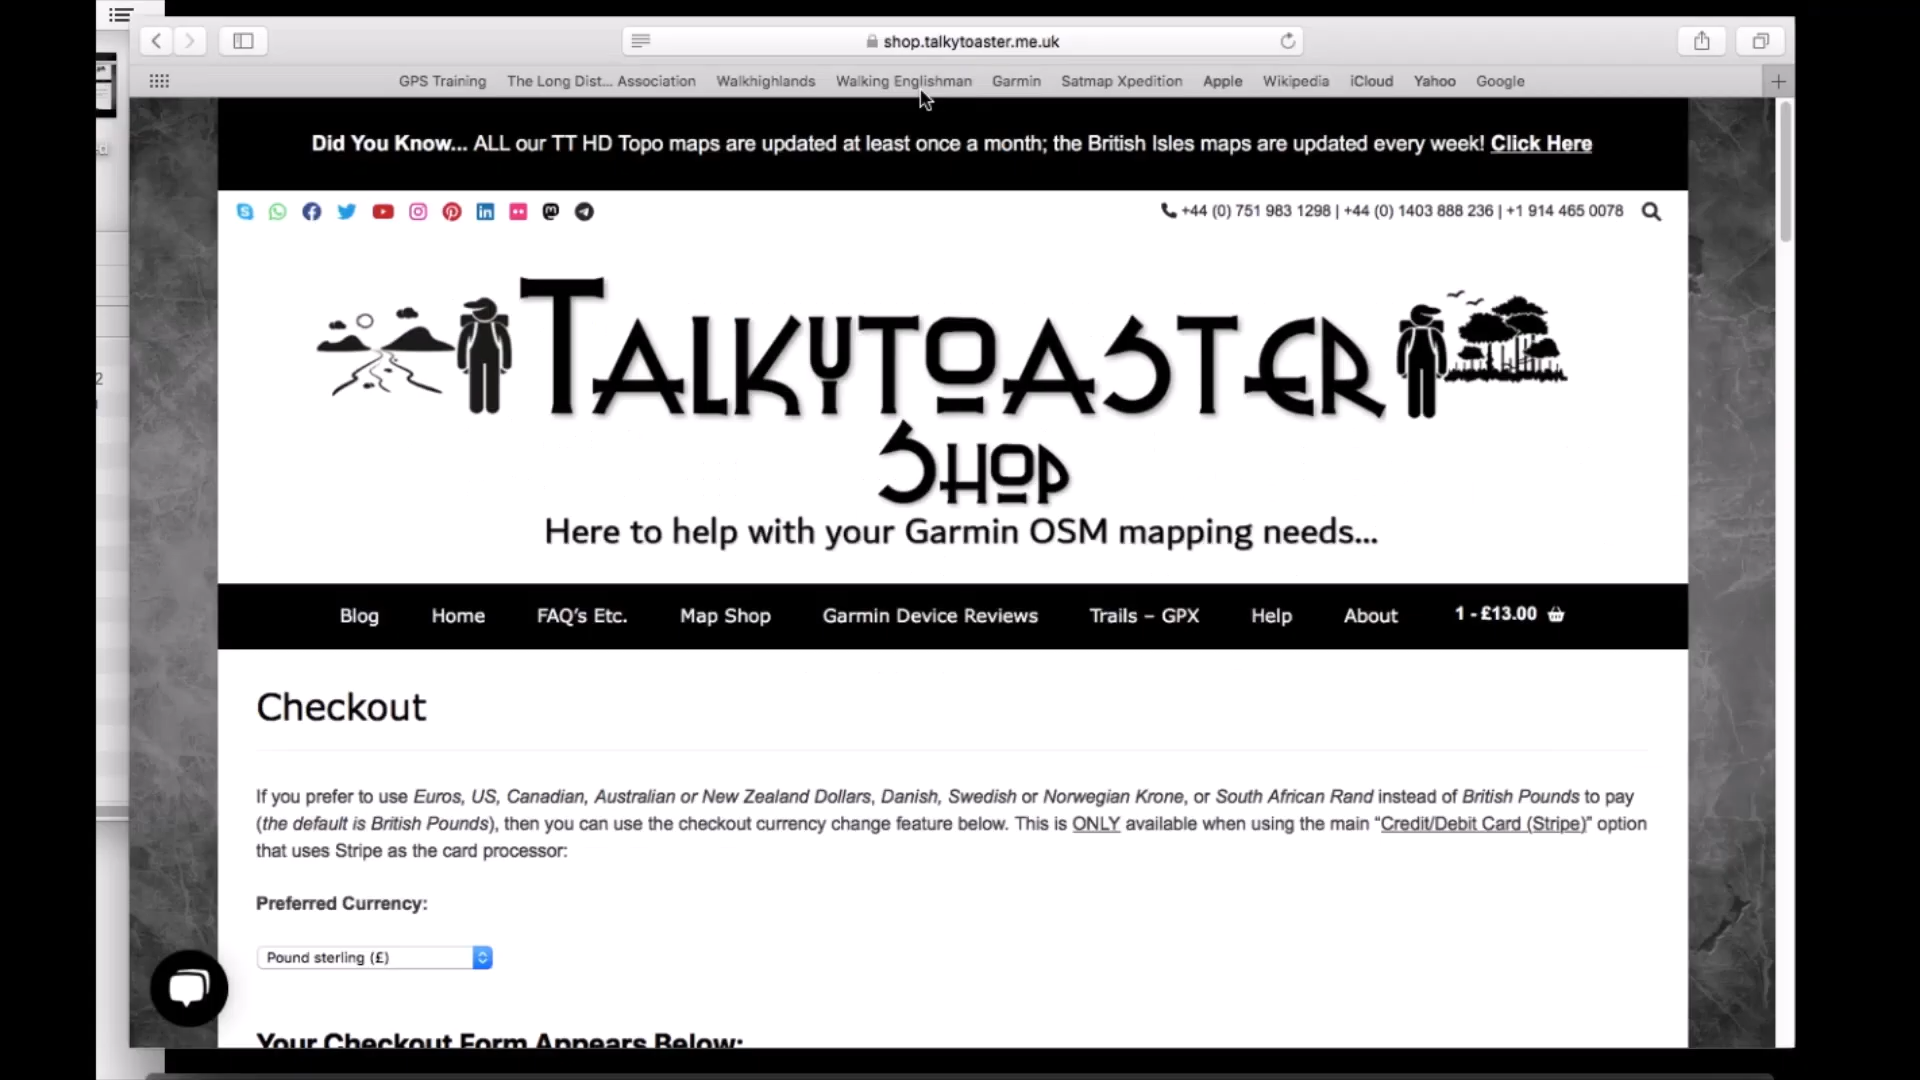 shop.talkytoaster.me.uk
GPS Training The Long Dist... Association Walkhighlands Walking Englishman Garmin Satmap Xpedition Apple Wikipedia iCloud Yahoo Google
Did You Know... ALL our TT HD Topo maps are updated at least once a month; the British Isles maps are updated every week! Click Here
+44 (0) 751 983 1298 | +44 (0) 1403 888 236 | +1 914 465 0078
TALKYTOASTER
SHOP
Here to help with your Garmin OSM mapping needs...
Blog Home FAQ's Etc. Map Shop Garmin Device Reviews Trails – GPX Help About 1 - £13.00
Checkout
If you prefer to use Euros, US, Canadian, Australian or New Zealand Dollars, Danish, Swedish or Norwegian Krone, or South African Rand instead of British Pounds to pay
(the default is British Pounds), then you can use the checkout currency change feature below. This is ONLY available when using the main “Credit/Debit Card (Stripe)” option
that uses Stripe as the card processor:
Preferred Currency:
Pound sterling (£)
Your Checkout Form Appears Below: